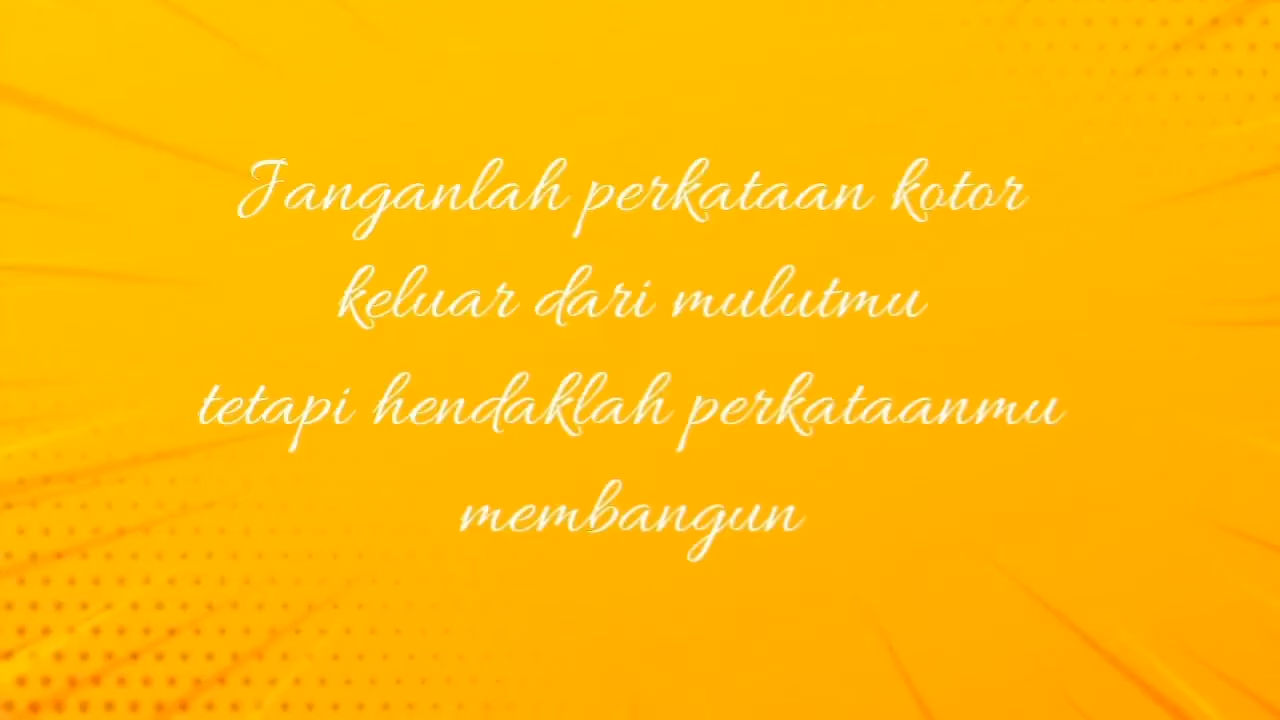 Janganlah perkataan kotor
keluar dari mulutmu
tetapi hendaklah perkataanmu
membangun